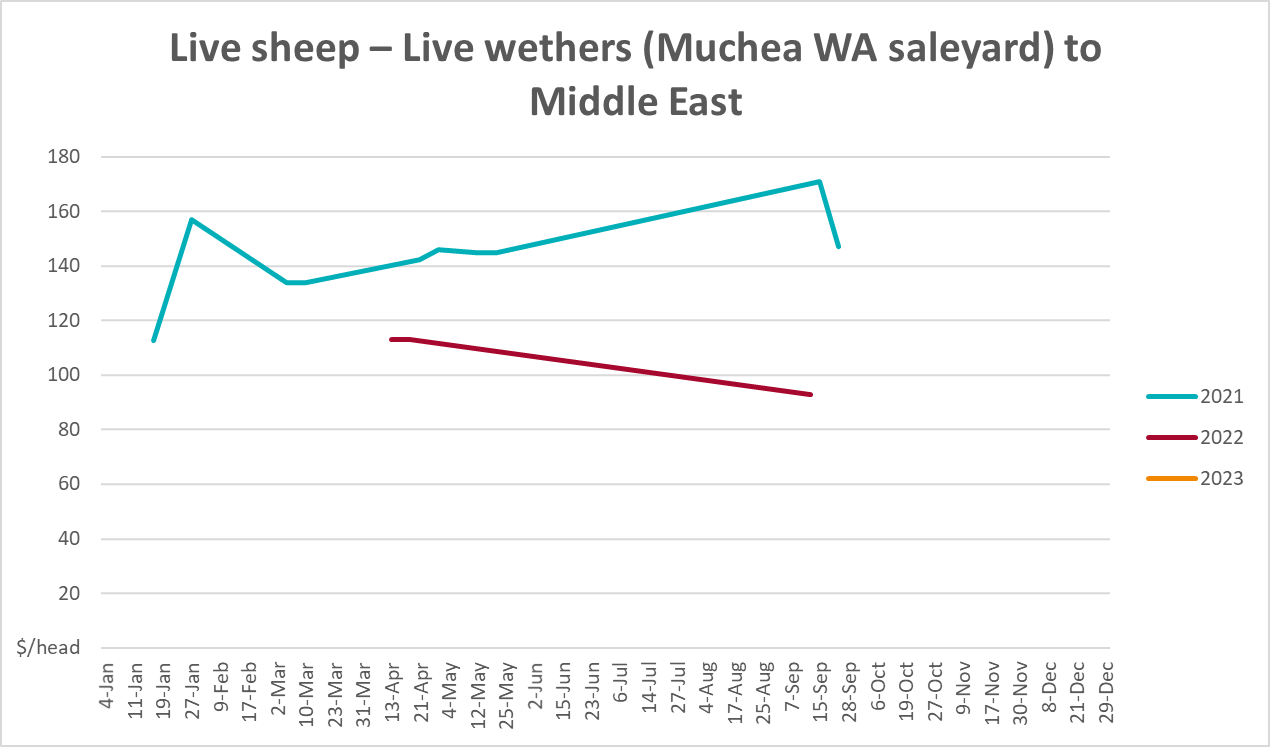 Live sheep – Live wethers (Muchea WA saleyard) to
Middle East
180
160
140
120
100
80
60
40
20
$/head
4-Jan
11-Jan
19-Jan
27-Jan
9-Feb
17-Feb
2-Mar
10-Mar
23-Mar
31-Mar
13-Apr
21-Apr
4-May
12-May
25-May
2-Jun
15-Jun
23-Jun
6-Jul
14-Jul
27-Jul
4-Aug
17-Aug
25-Aug
7-Sep
15-Sep
28-Sep
6-Oct
19-Oct
27-Oct
9-Nov
17-Nov
30-Nov
8-Dec
21-Dec
29-Dec
2021
2022
2023